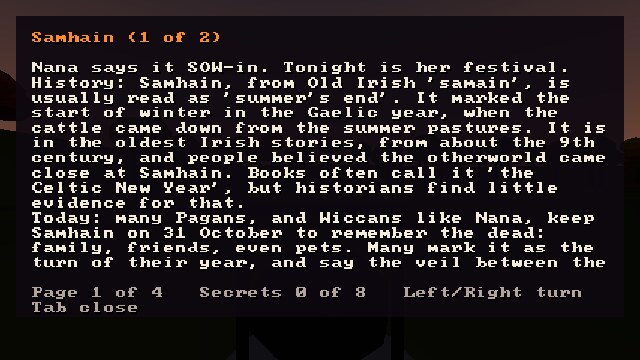 Samhain (1 of 2)
Nana says it SOW-in. Tonight is her festival.
History: Samhain, from Old Irish 'samain', is
usually read as 'summer's end'. It marked the
start of winter in the Gaelic year, when the
cattle came down from the summer pastures. It is
in the oldest Irish stories, from about the 9th
century, and people believed the otherworld came
close at Samhain. Books often call it 'the
Celtic New Year', but historians find little
evidence for that.
Today: many Pagans, and Wiccans like Nana, keep
Samhain on 31 October to remember the dead:
family, friends, even pets. Many mark it as the
turn of their year, and say the veil between the
Page 1 of 4   Secrets 0 of 8   Left/Right turn
Tab close